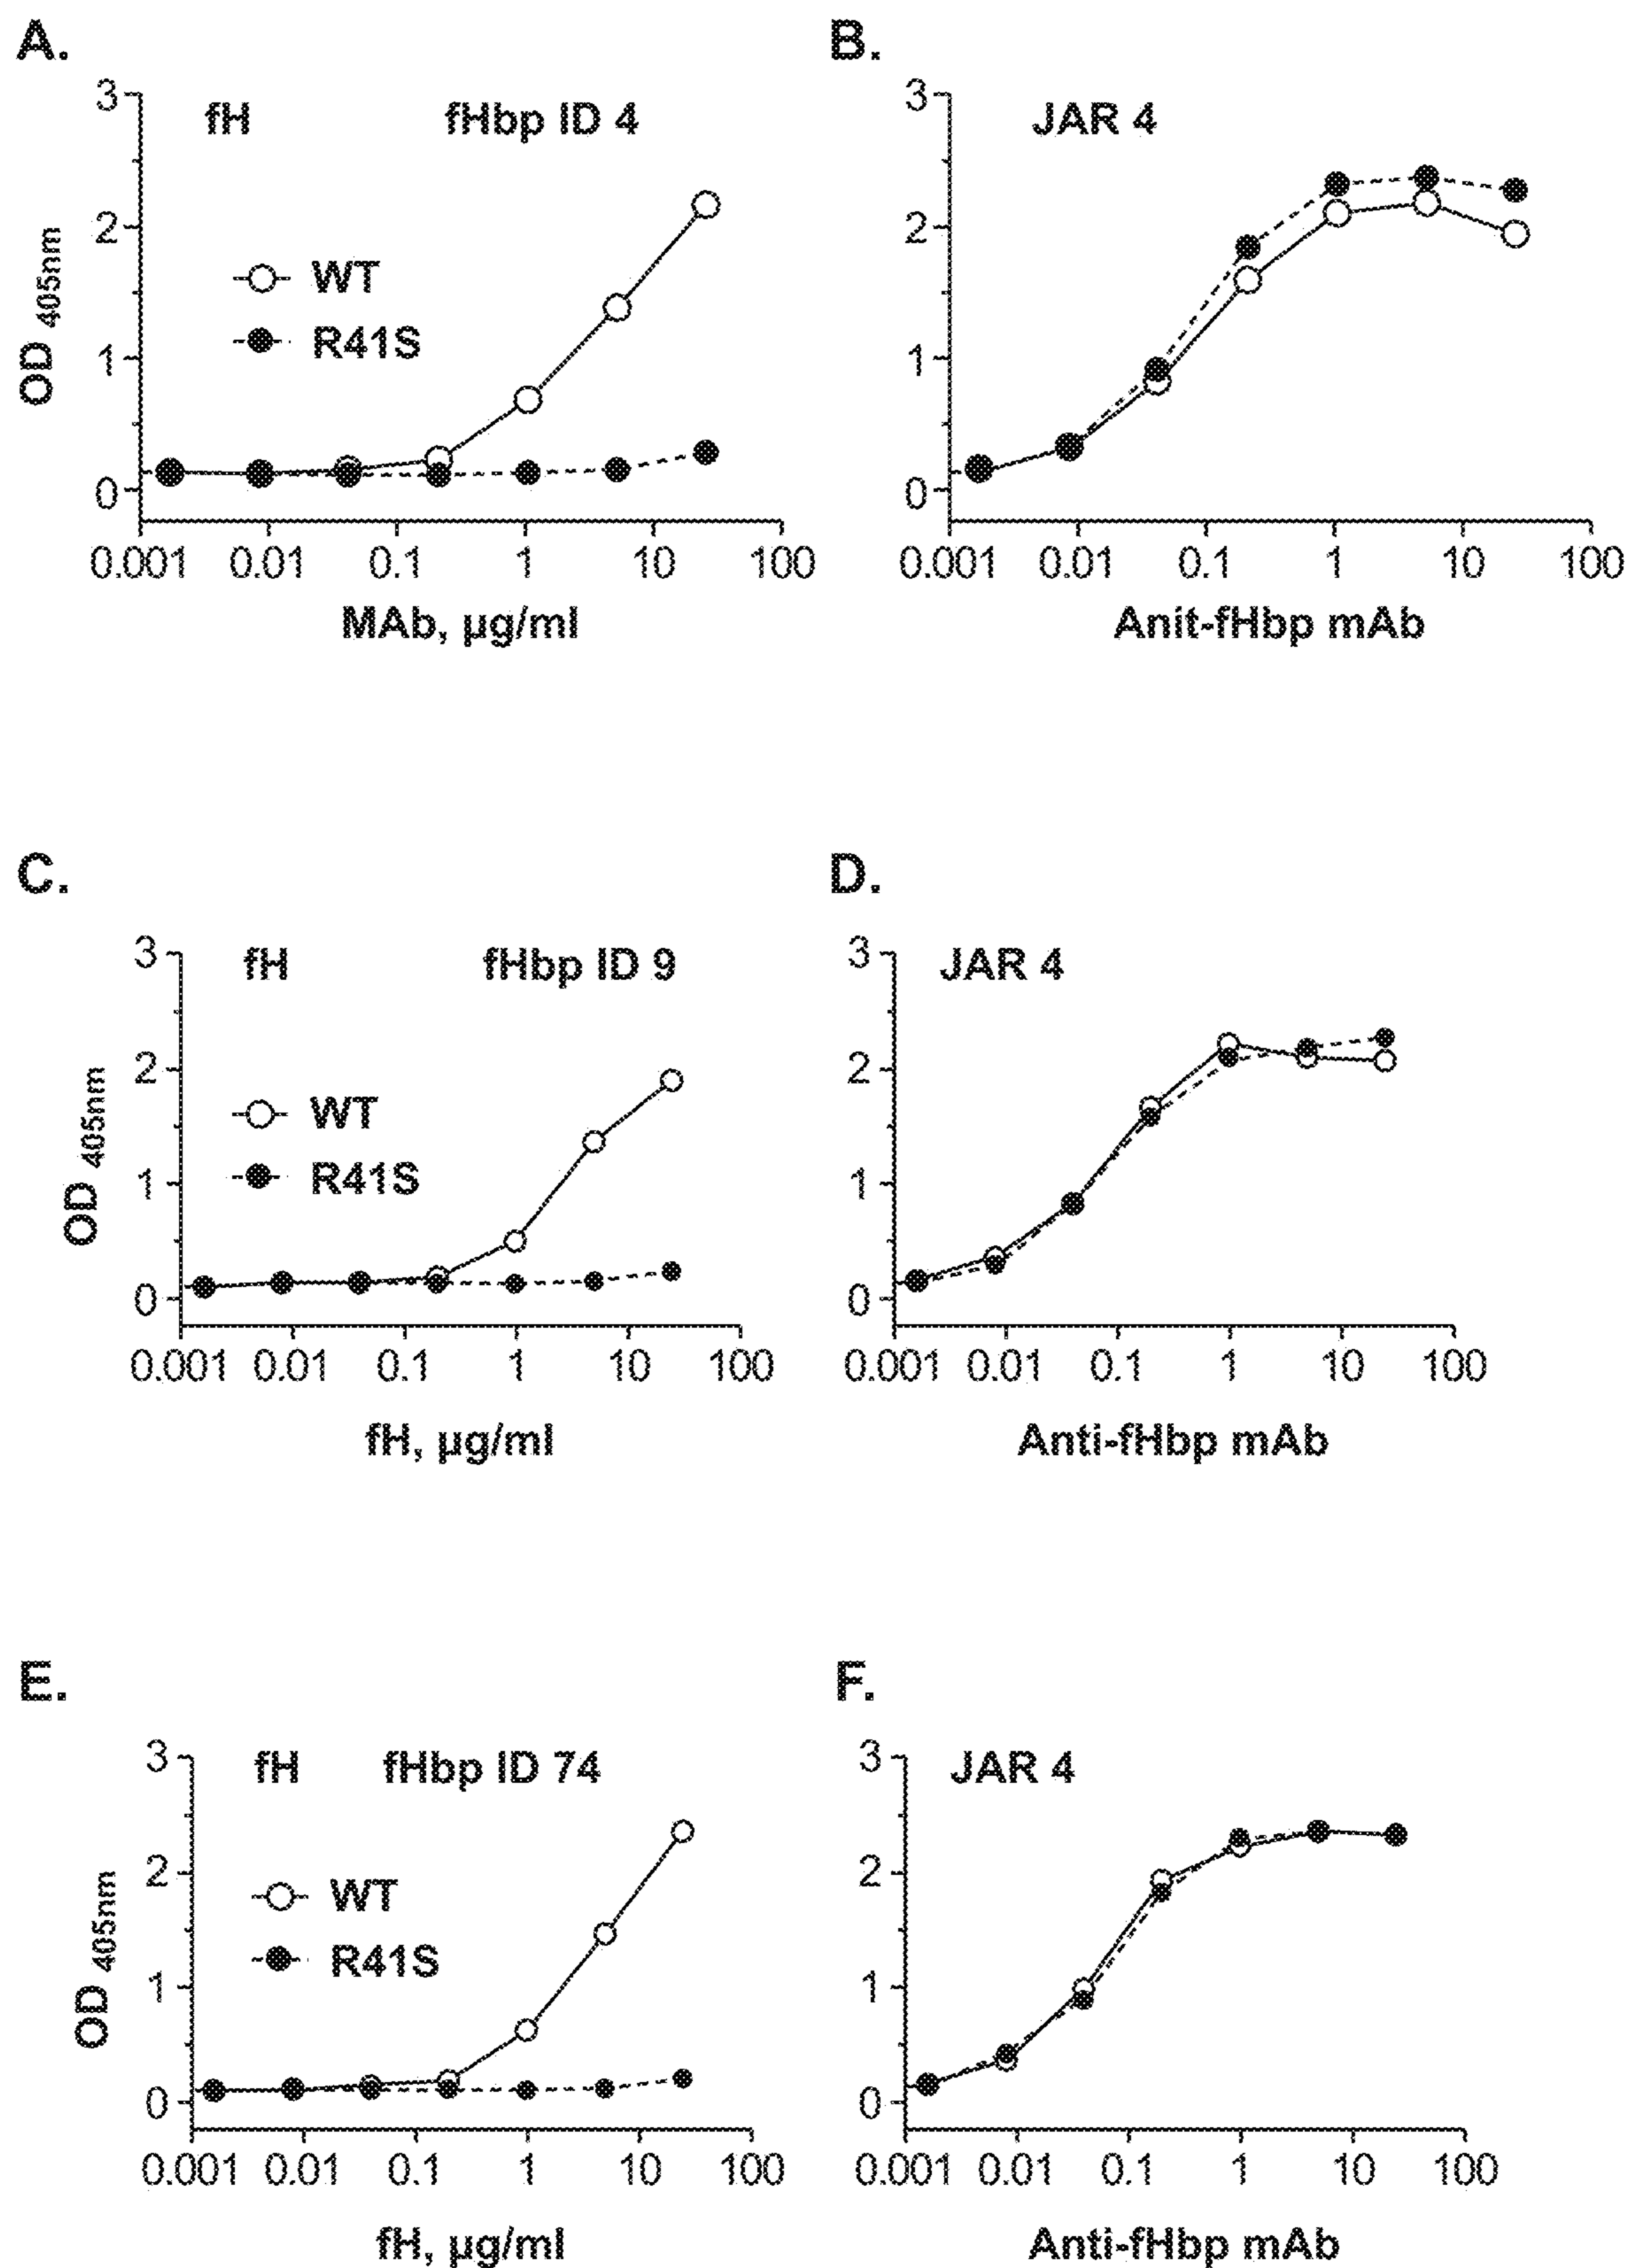 A.
fH fHbp ID 4
3
2
1
0
OD 405nm
WT
R41S
0.001 0.01 0.1 1 10 100
MAb, µg/ml
B.
JAR 4
3
2
1
0
0.001 0.01 0.1 1 10 100
Anit-fHbp mAb
C.
fH fHbp ID 9
3
2
1
0
OD 405nm
WT
R41S
0.001 0.01 0.1 1 10 100
fH, µg/ml
D.
JAR 4
3
2
1
0
0.001 0.01 0.1 1 10 100
Anti-fHbp mAb
E.
fH fHbp ID 74
3
2
1
0
OD 405nm
WT
R41S
0.001 0.01 0.1 1 10 100
fH, µg/ml
F.
JAR 4
3
2
1
0
0.001 0.01 0.1 1 10 100
Anti-fHbp mAb